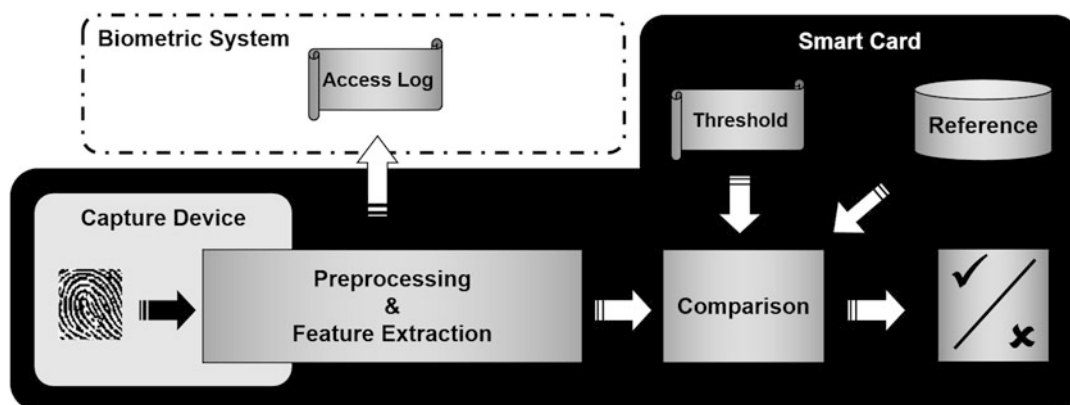 Biometric System
Access Log
Smart Card
Threshold
Reference
Capture Device
Preprocessing
&
Feature Extraction
Comparison